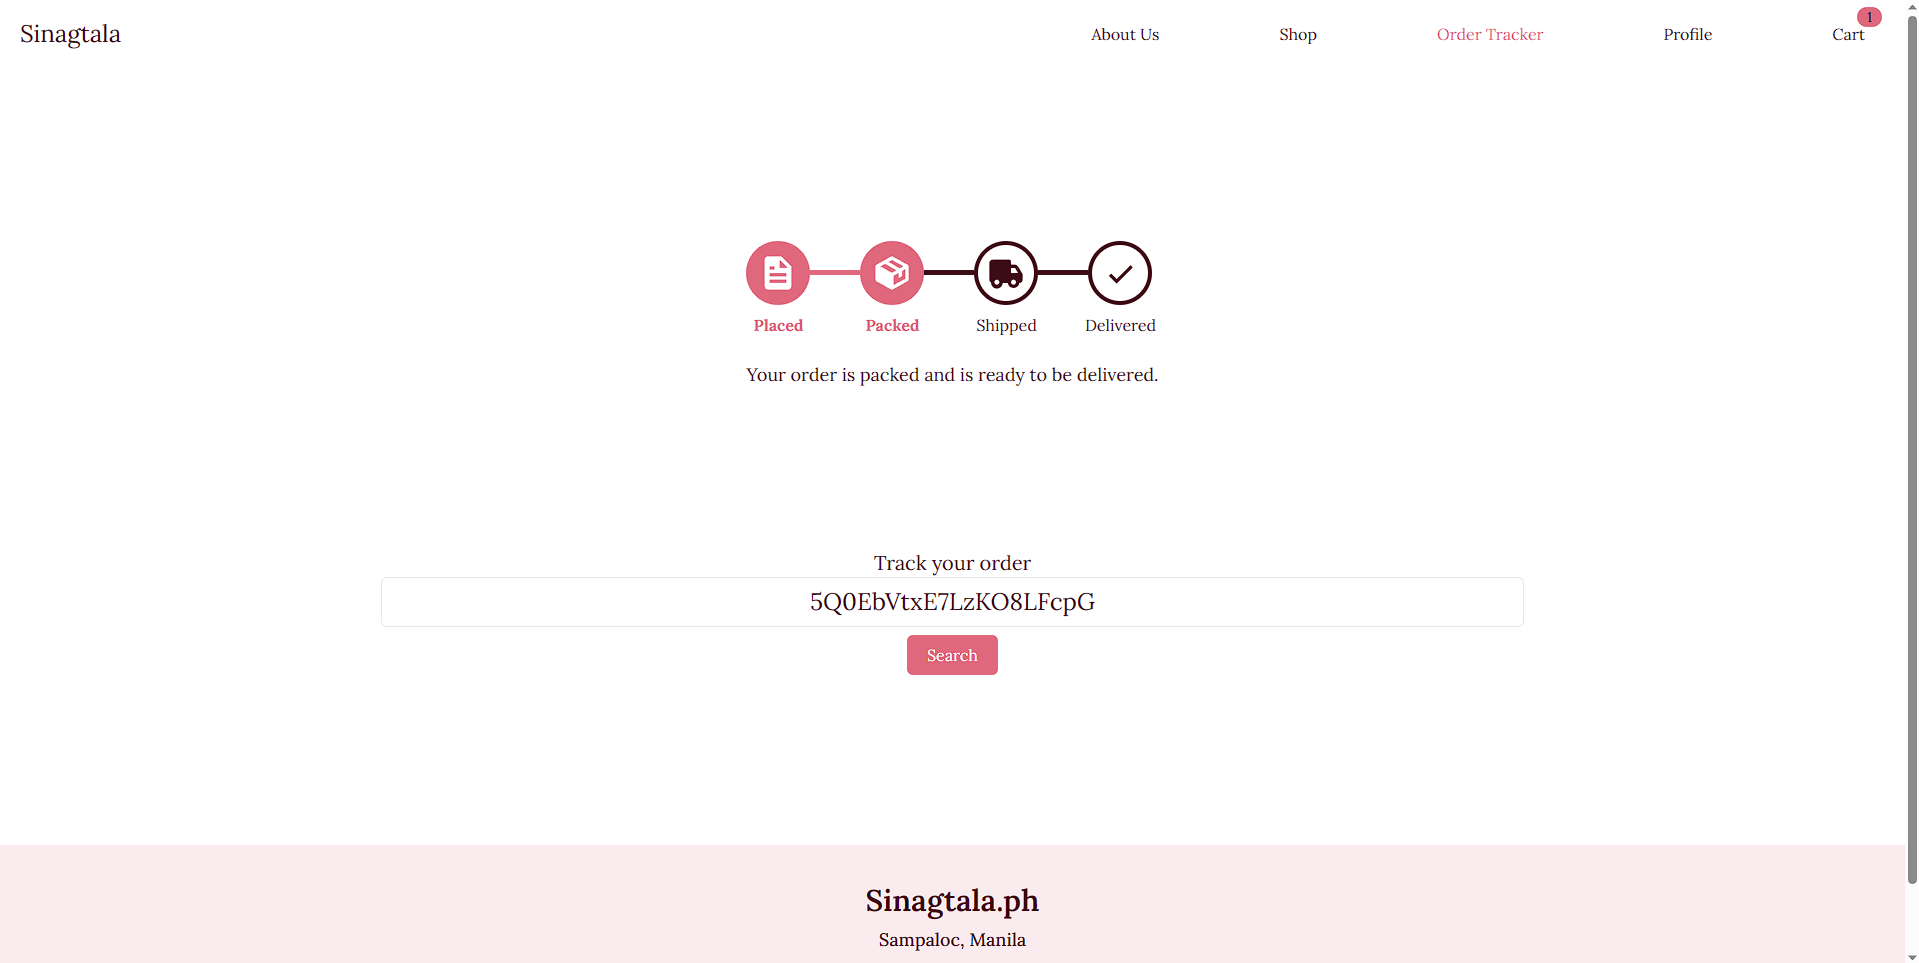 Sinagtala
About Us
Shop
Order Tracker
Profile
Cart
1
Placed
Packed
Shipped
Delivered
Your order is packed and is ready to be delivered.
Track your order
5Q0EbVtxE7LzKO8LFcpG
Search
Sinagtala.ph
Sampaloc, Manila